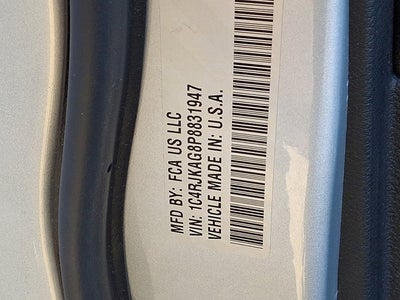 MFD BY: FCA US LLC
VIN: 1C4RJKAG8P8831947
VEHICLE MADE IN: U.S.A.